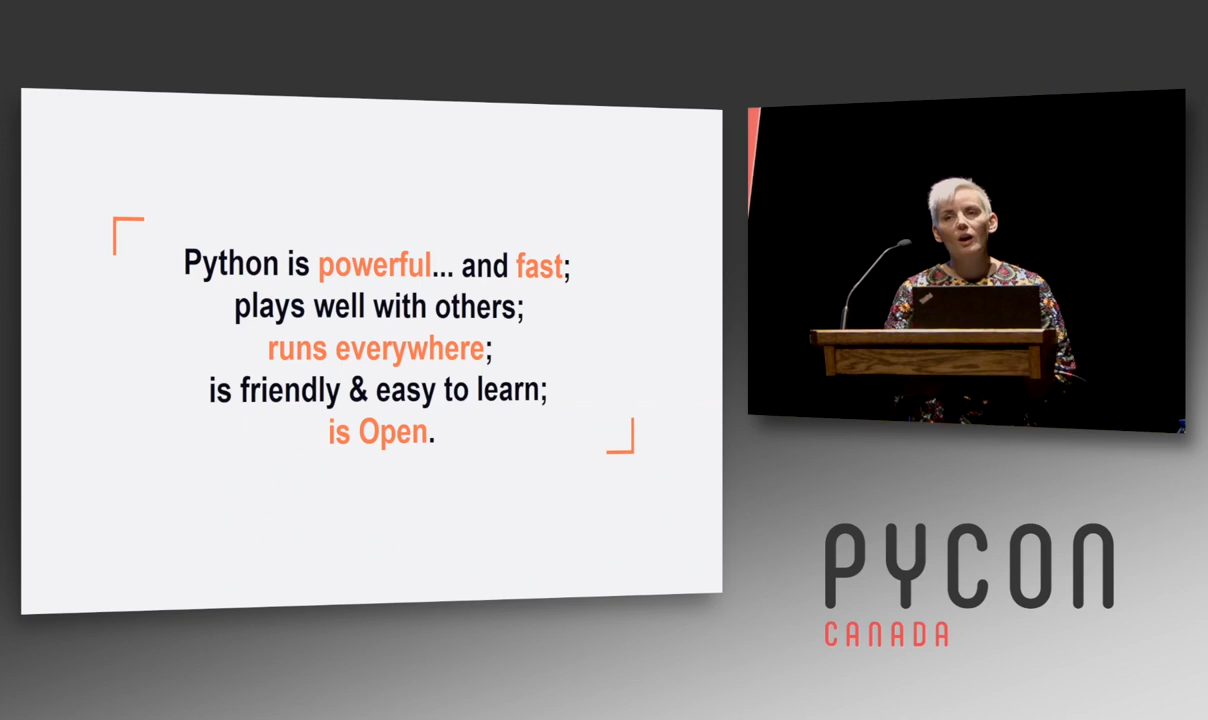 Python is powerful... and fast;
plays well with others;
runs everywhere;
is friendly & easy to learn;
is Open.
PYCON
CANADA